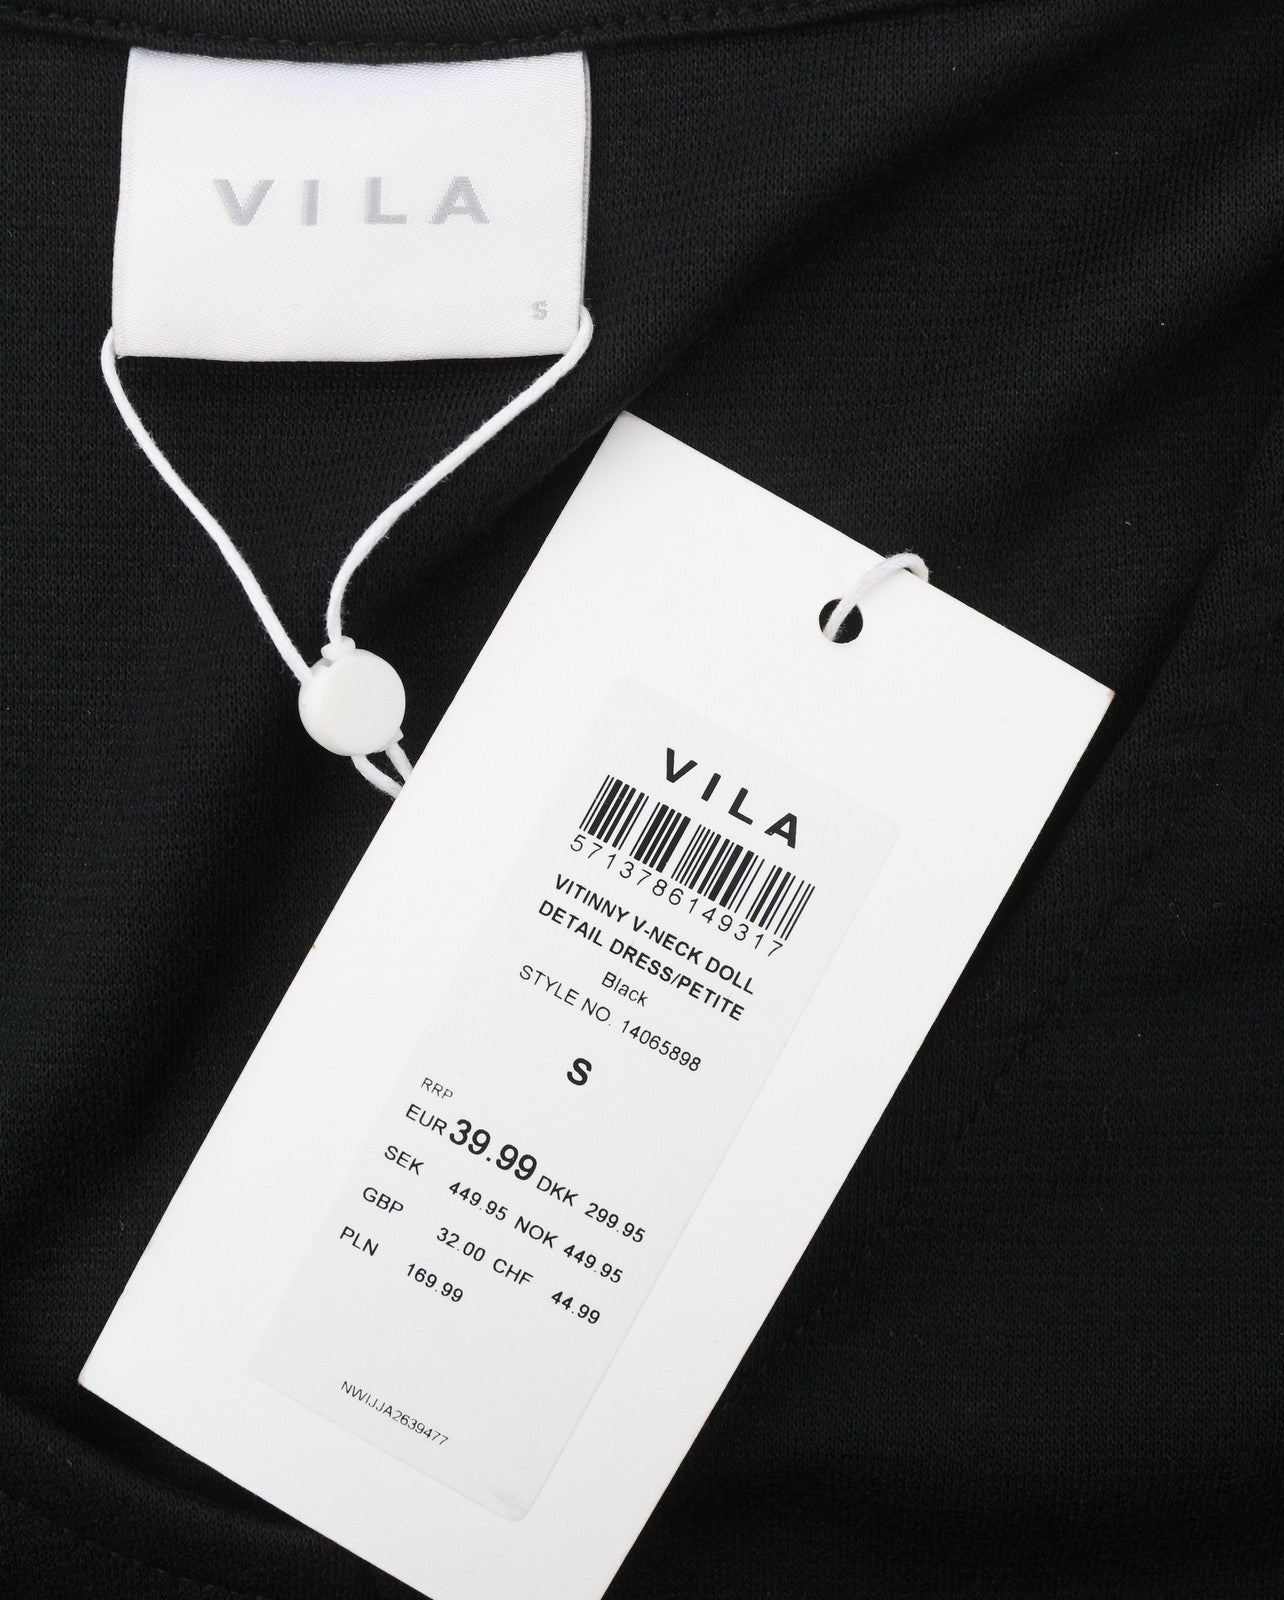 VILA
S
VILA
5713786149317
VITINNY V-NECK DOLL
DETAIL DRESS/PETITE
Black
STYLE NO. 14065898
S
RRP
EUR 39.99 DKK 299.95
SEK 449.95 NOK 449.95
GBP 32.00 CHF 44.99
PLN 169.99
NWIJJA2639477